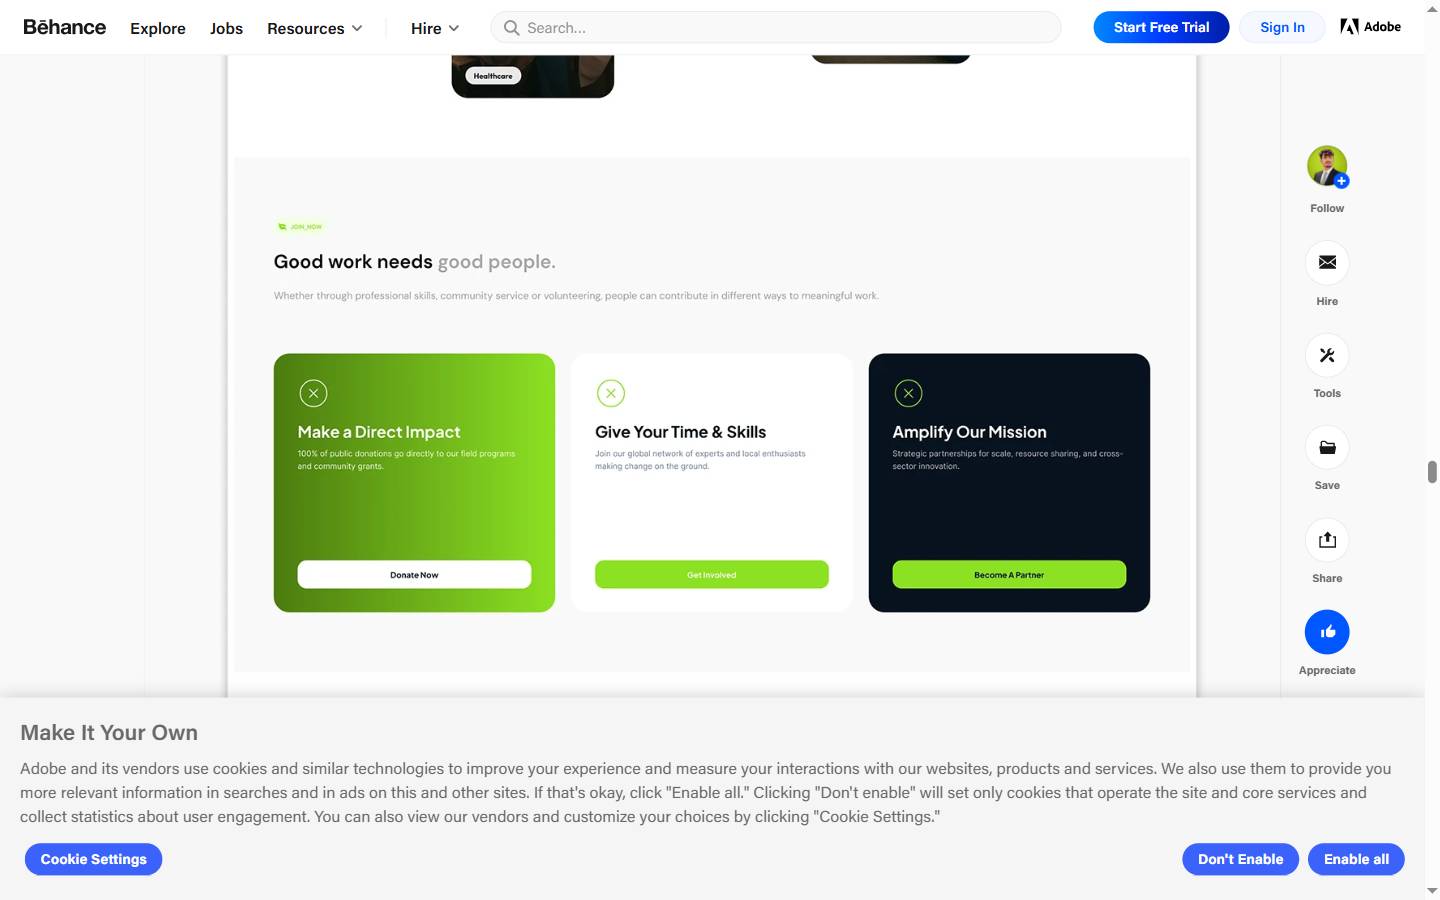 Bēhance
Explore
Jobs
Resources
Hire
Search...
Start Free Trial
Sign In
Adobe
Healthcare
JOIN_NOW
Good work needs good people.
Whether through professional skills, community service or volunteering, people can contribute in different ways to meaningful work.
Make a Direct Impact
100% of public donations go directly to our field programs
and community grants.
Donate Now
Give Your Time & Skills
Join our global network of experts and local enthusiasts
making change on the ground.
Get Involved
Amplify Our Mission
Strategic partnerships for scale, resource sharing, and cross-
sector innovation.
Become A Partner
Follow
Hire
Tools
Save
Share
Appreciate
Make It Your Own
Adobe and its vendors use cookies and similar technologies to improve your experience and measure your interactions with our websites, products and services. We also use them to provide you
more relevant information in searches and in ads on this and other sites. If that's okay, click "Enable all." Clicking "Don't enable" will set only cookies that operate the site and core services and
collect statistics about user engagement. You can also view our vendors and customize your choices by clicking "Cookie Settings."
Cookie Settings
Don't Enable
Enable all